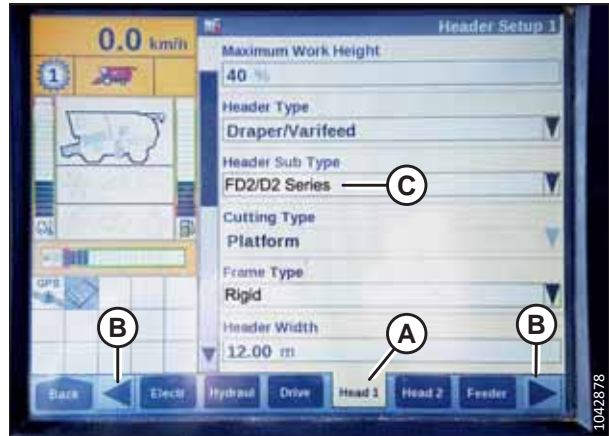 0.0 km/h
Header Setup 1
Maximum Work Height
40 %
1
Header Type
Draper/Varifeed
Header Sub Type
FD2/D2 Series
C
Cutting Type
Platform
Frame Type
GPS
Rigid
Header Width
12.00 m
B
A
B
Back
Electr
Hydraul
Drive
Head 1
Head 2
Feeder
1042878